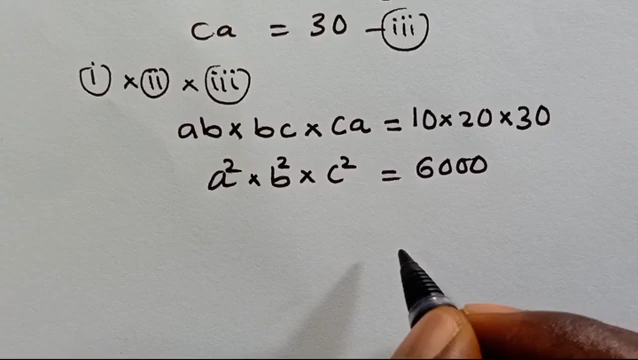 ca = 30 - (iii)
(i) × (ii) × (iii)
ab × bc × ca = 10 × 20 × 30
a² × b² × c² = 6000